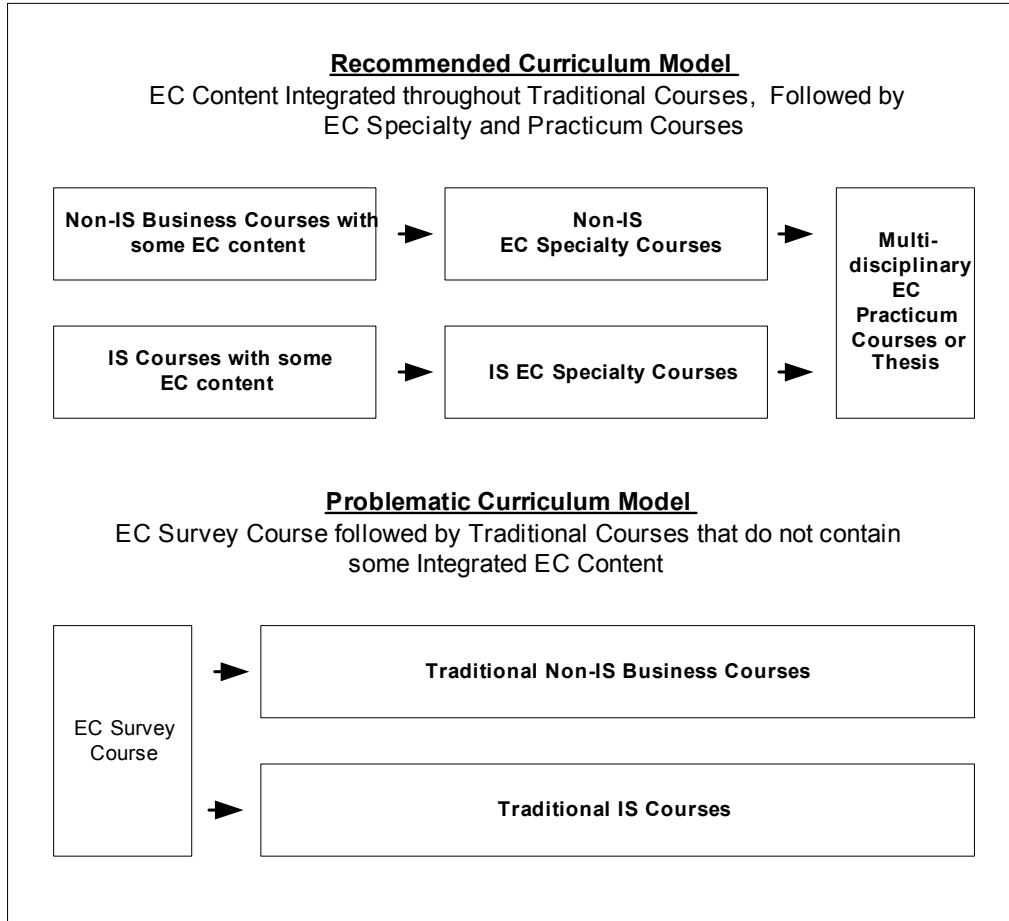 Recommended Curriculum Model
EC Content Integrated throughout Traditional Courses, Followed by
EC Specialty and Practicum Courses
Non-IS Business Courses with
some EC content
Non-IS
EC Specialty Courses
Multi-
disciplinary
EC
Practicum
Courses or
Thesis
IS Courses with some
EC content
IS EC Specialty Courses
Problematic Curriculum Model
EC Survey Course followed by Traditional Courses that do not contain
some Integrated EC Content
EC Survey
Course
Traditional Non-IS Business Courses
Traditional IS Courses